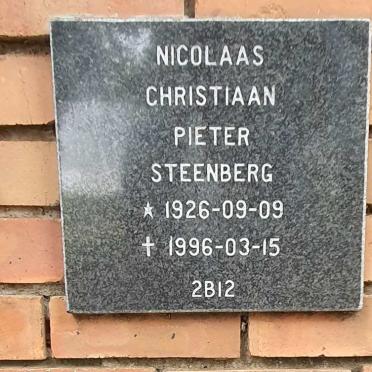 NICOLAAS
CHRISTIAAN
PIETER
STEENBERG
★ 1926-09-09
✝ 1996-03-15
2B12